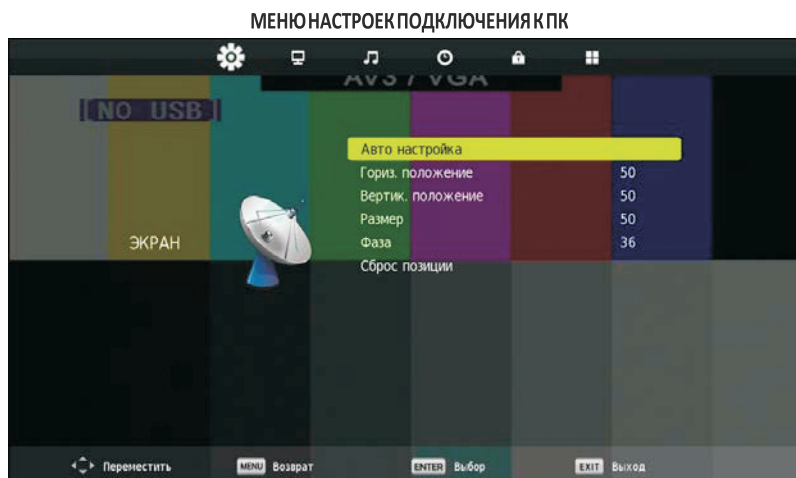 МЕНЮ НАСТРОЕК ПОДКЛЮЧЕНИЯ К ПК
AV3 / VGA
NO USB
Авто настройка
Гориз. положение 50
Вертик. положение 50
Размер 50
ЭКРАН
Фаза 36
Сброс позиции
Переместить
MENU Возврат
ENTER Выбор
EXIT Выход